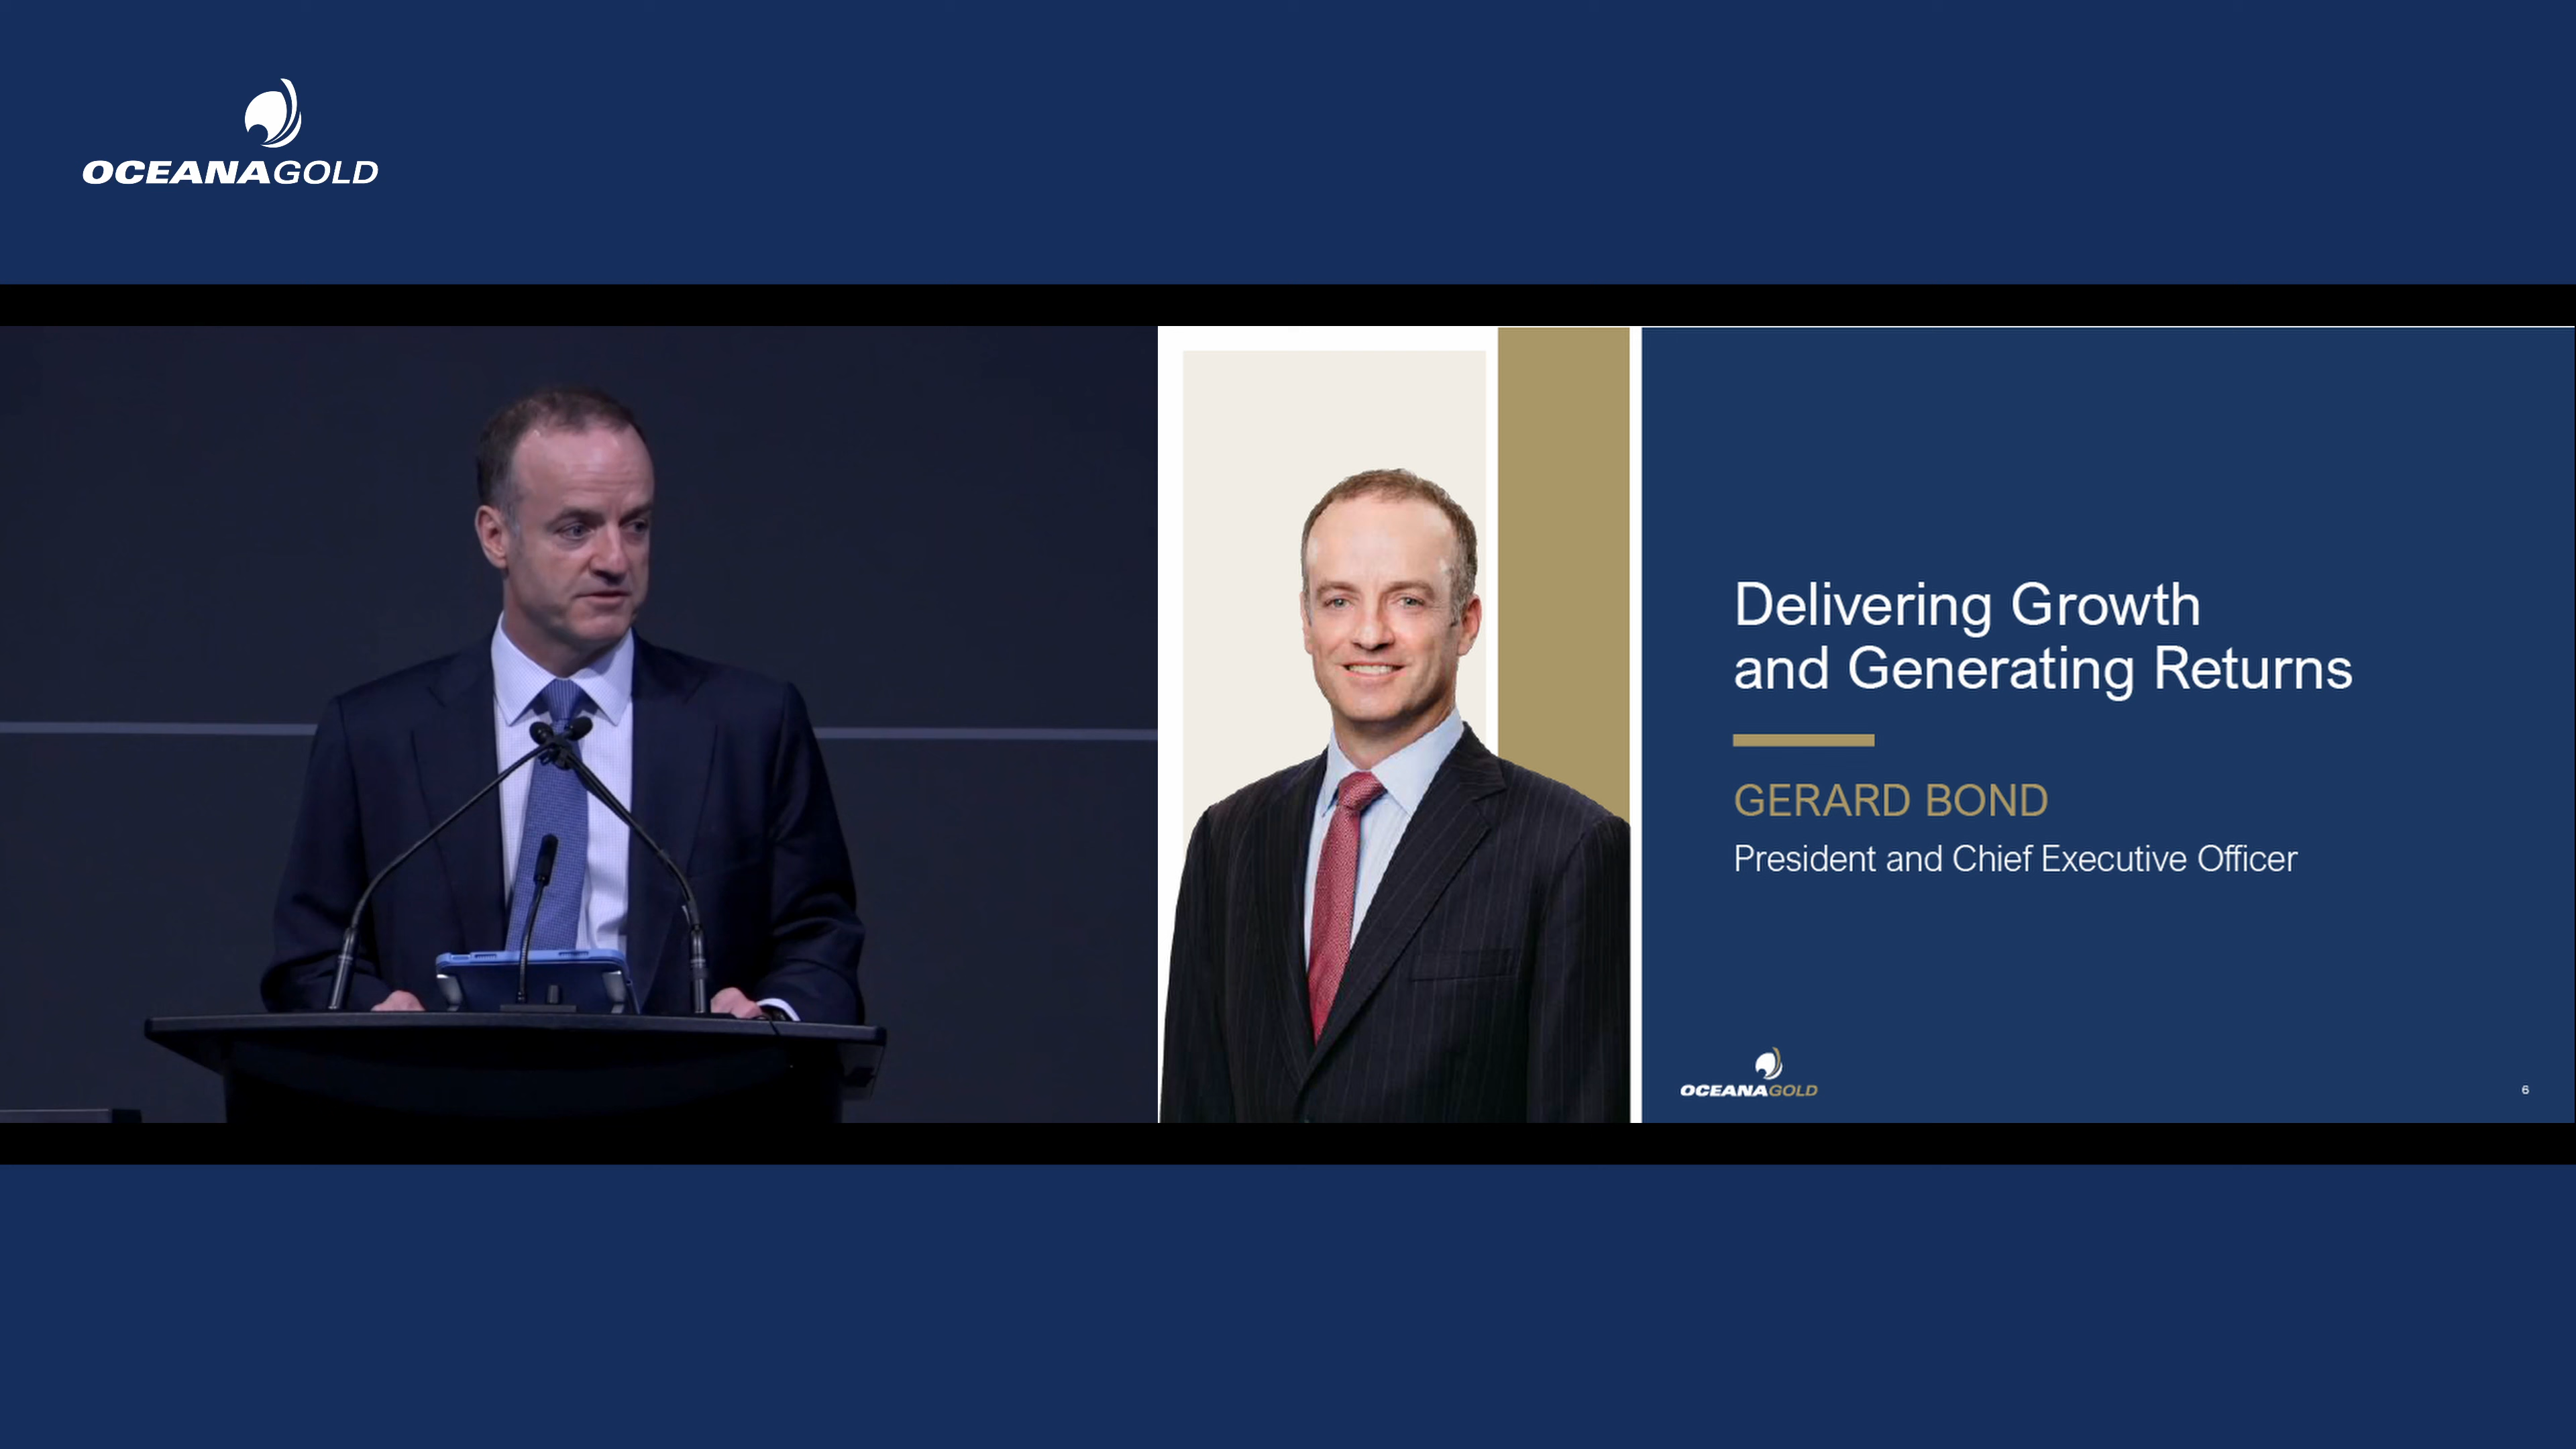 OCEANAGOLD
Delivering Growth
and Generating Returns
GERARD BOND
President and Chief Executive Officer
OCEANAGOLD
6